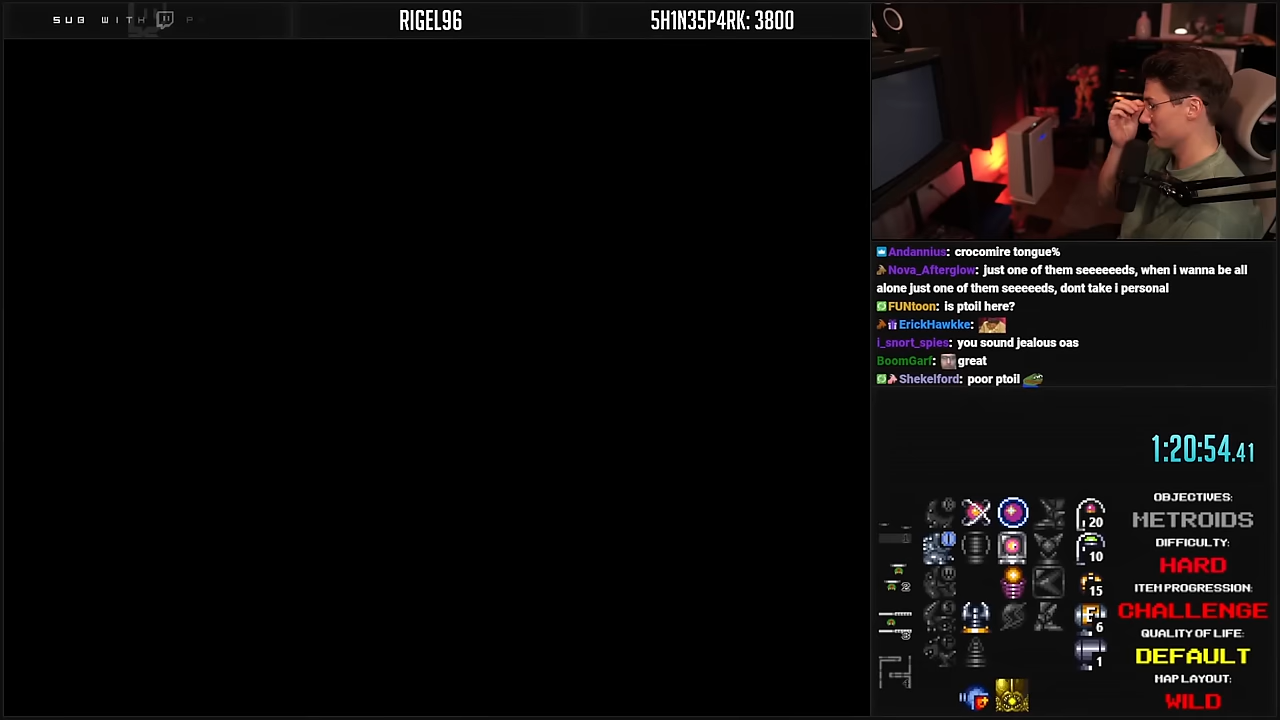 SUB WITH P
RIGEL96
5H1N35P4RK: 3800
Andannius: crocomire tongue%
Nova_Afterglow: just one of them seeeeeeds, when i wanna be all
alone just one of them seeeeeds, dont take i personal
FUNtoon: is ptoil here?
ErickHawkke:
i_snort_spies: you sound jealous oas
BoomGarf: great
Shekelford: poor ptoil
1:20:54.41
OBJECTIVES:
METROIDS
DIFFICULTY:
HARD
ITEM PROGRESSION:
CHALLENGE
QUALITY OF LIFE:
DEFAULT
MAP LAYOUT:
WILD
20
10
15
F
6
1
2
3
4